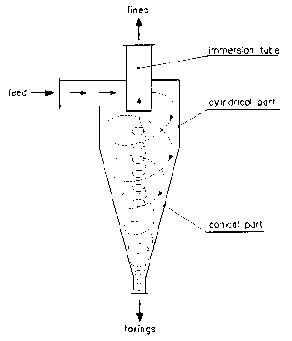 fines
immersion tube
feed
cylindrical part
conical part
tailings